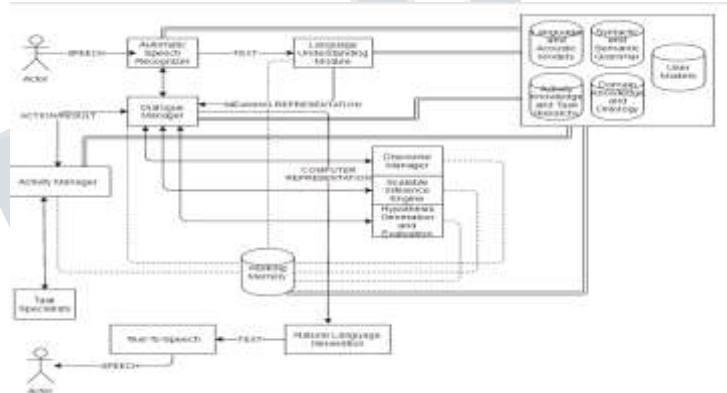 Actor
SPEECH
Automatic
Speech
Recognizer
TEXT
Language
Understanding
Module
Language
and
Acoustic
Models
Syntactic
and
Semantic
Grammar
User
Models
Activity
Knowledge
and Task
Hierarchy
Domain
Knowledge
and
Ontology
MEANING REPRESENTATION
ACTION RESULT
Dialogue
Manager
Activity Manager
COMPUTER
REPRESENTATION
Discourse
Manager
Scalable
Inference
Engine
Hypothesis
Generation
and
Evaluation
Working
Memory
Task
Specialists
Text-To-Speech
TEXT
Natural Language
Generation
SPEECH
Actor